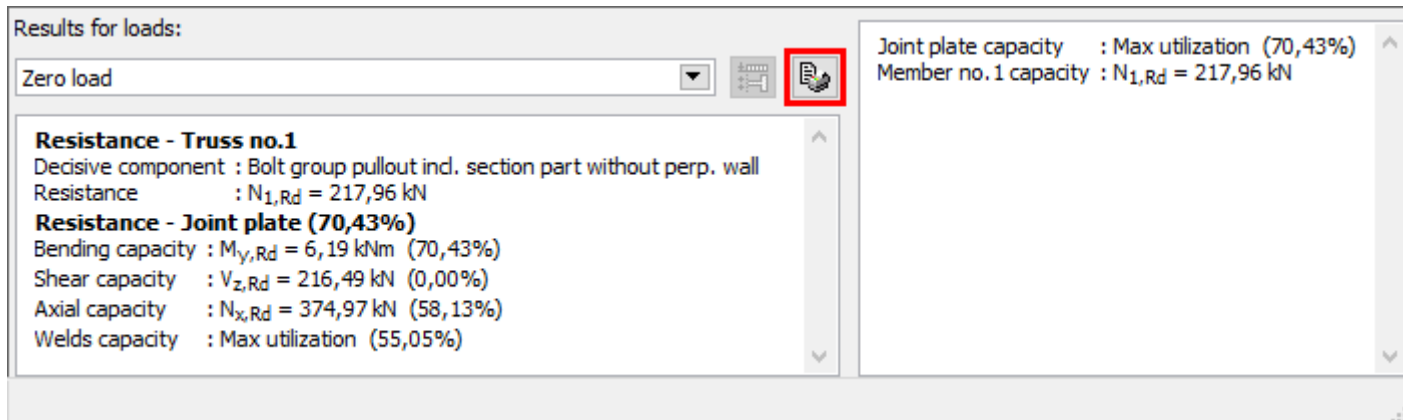 Results for loads:
Zero load
Resistance - Truss no.1
Decisive component : Bolt group pullout incl. section part without perp. wall
Resistance : N1,Rd = 217,96 kN
Resistance - Joint plate (70,43%)
Bending capacity : My,Rd = 6,19 kNm (70,43%)
Shear capacity : Vz,Rd = 216,49 kN (0,00%)
Axial capacity : Nx,Rd = 374,97 kN (58,13%)
Welds capacity : Max utilization (55,05%)
Joint plate capacity : Max utilization (70,43%)
Member no.1 capacity : N1,Rd = 217,96 kN